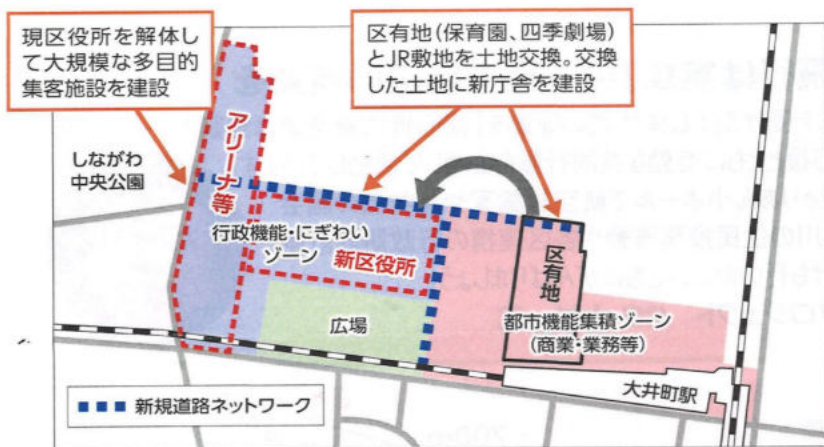 現区役所を解体し
て大規模な多目的
集客施設を建設
区有地(保育園、四季劇場)
とJR敷地を土地交換。交換
した土地に新庁舎を建設
しながわ
中央公園
アリーナ等
行政機能・にぎわい
ゾーン 新区役所
広場
区有地
都市機能集積ゾーン
(商業・業務等)
大井町駅
新規道路ネットワーク